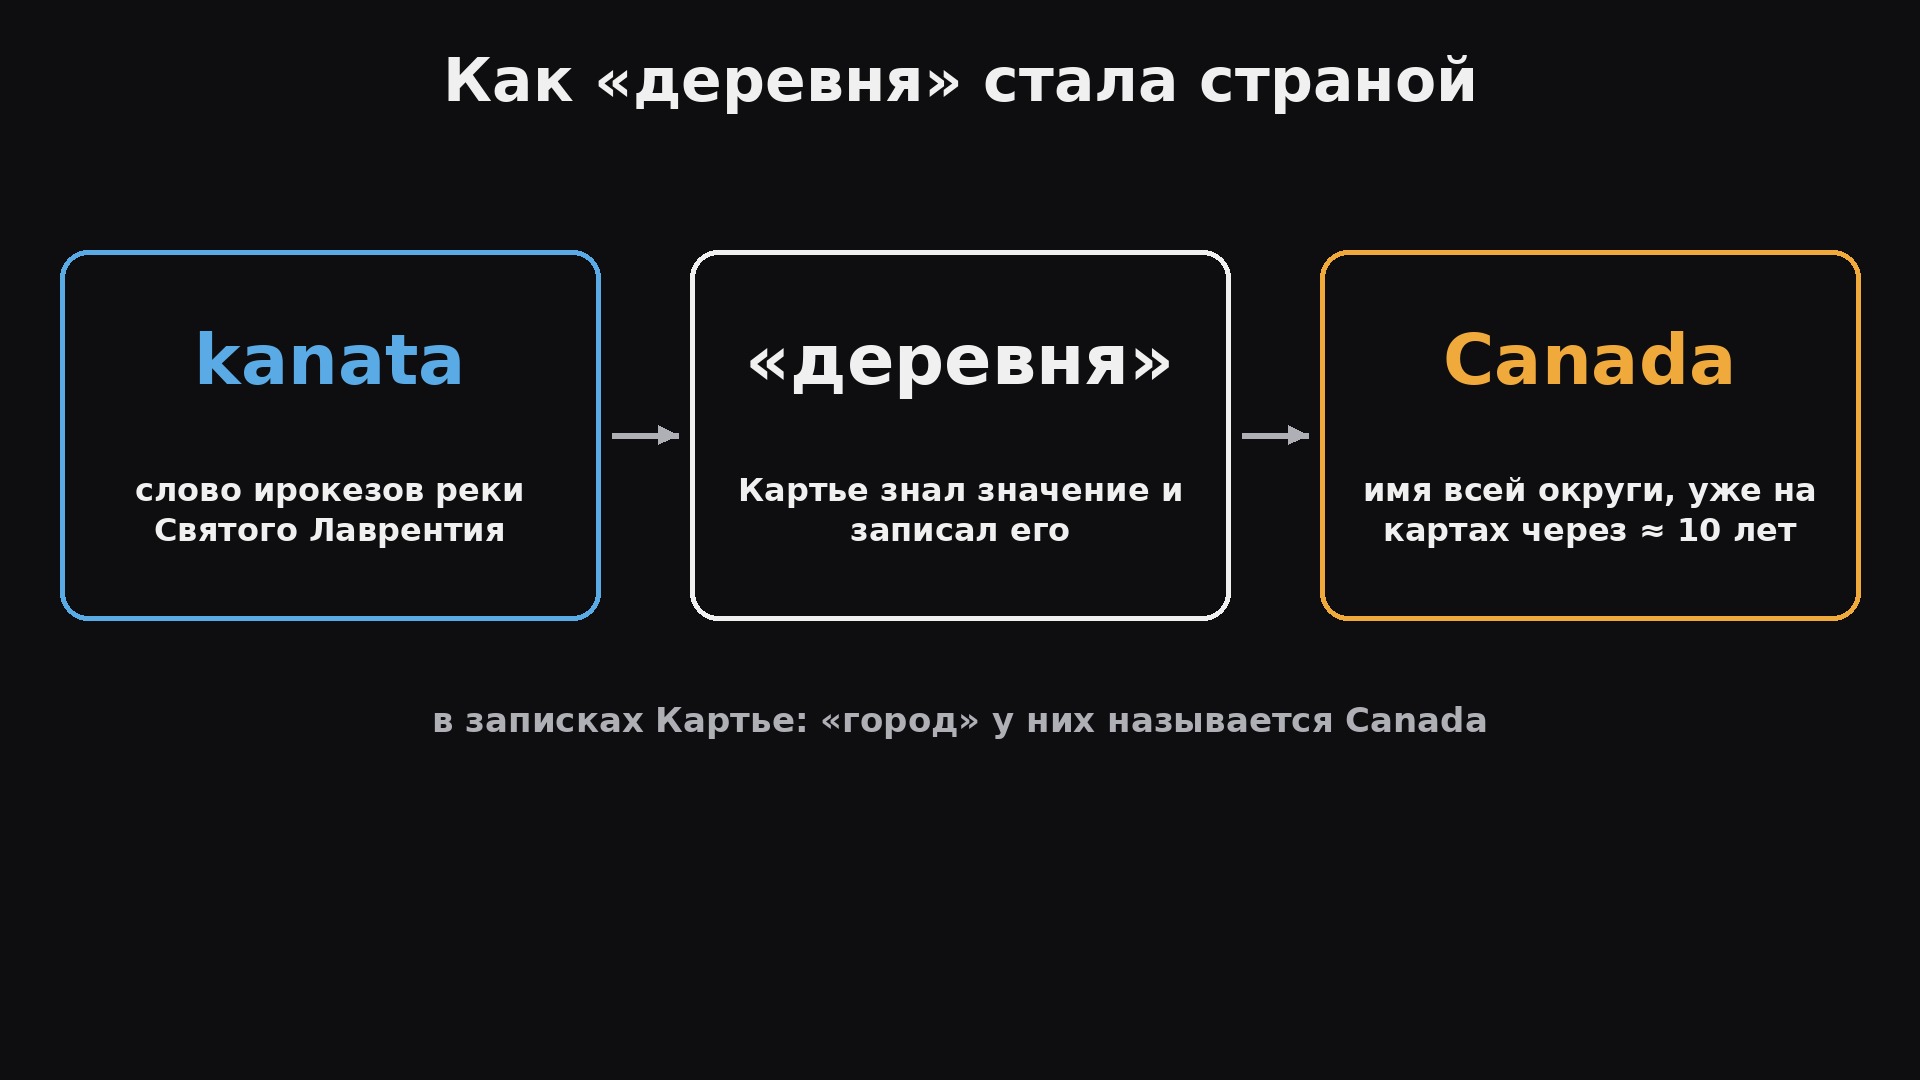 Как «деревня» стала страной
kanata
слово ирокезов реки
Святого Лаврентия
«деревня»
Картье знал значение и
записал его
Canada
имя всей округи, уже на
картах через ≈ 10 лет
в записках Картье: «город» у них называется Canada